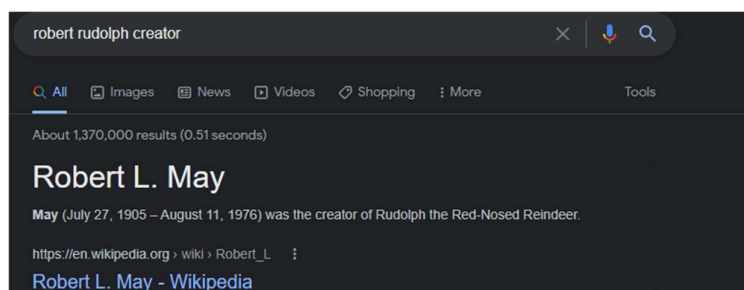 robert rudolph creator
All Images News Videos Shopping More Tools
About 1,370,000 results (0.51 seconds)
Robert L. May
May (July 27, 1905 – August 11, 1976) was the creator of Rudolph the Red-Nosed Reindeer.
https://en.wikipedia.org › wiki › Robert_L
Robert L. May - Wikipedia